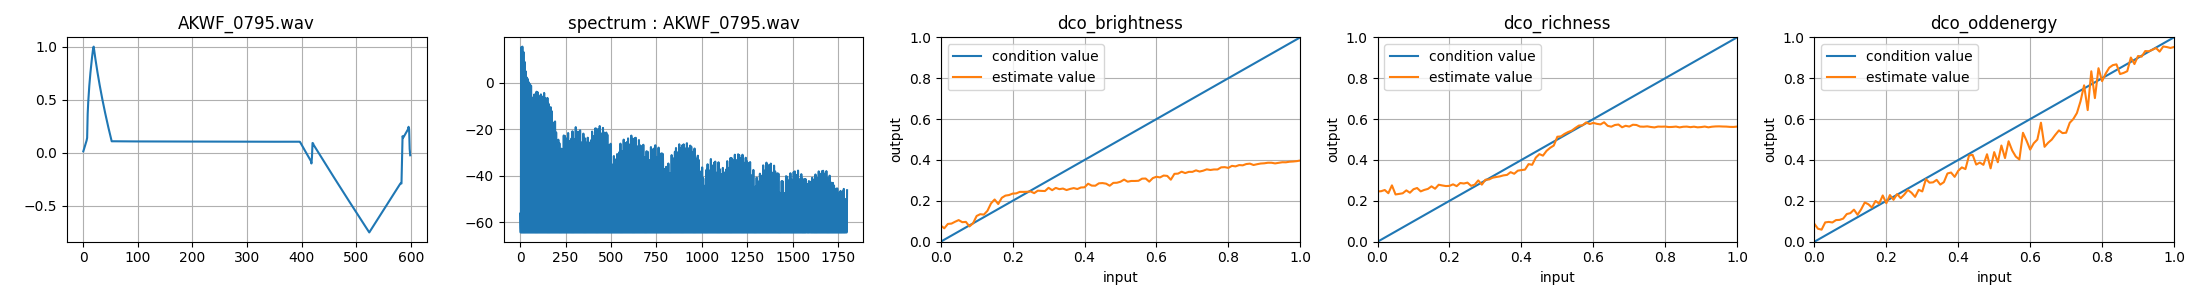 AKWF_0795.wav
1.0
0.5
0.0
−0.5
0 100 200 300 400 500 600
spectrum : AKWF_0795.wav
0
−20
−40
−60
0 250 500 750 1000 1250 1500 1750
dco_brightness
condition value
estimate value
output
1.0
0.8
0.6
0.4
0.2
0.0
0.0 0.2 0.4 0.6 0.8 1.0
input
dco_richness
condition value
estimate value
output
1.0
0.8
0.6
0.4
0.2
0.0
0.0 0.2 0.4 0.6 0.8 1.0
input
dco_oddenergy
condition value
estimate value
output
1.0
0.8
0.6
0.4
0.2
0.0
0.0 0.2 0.4 0.6 0.8 1.0
input